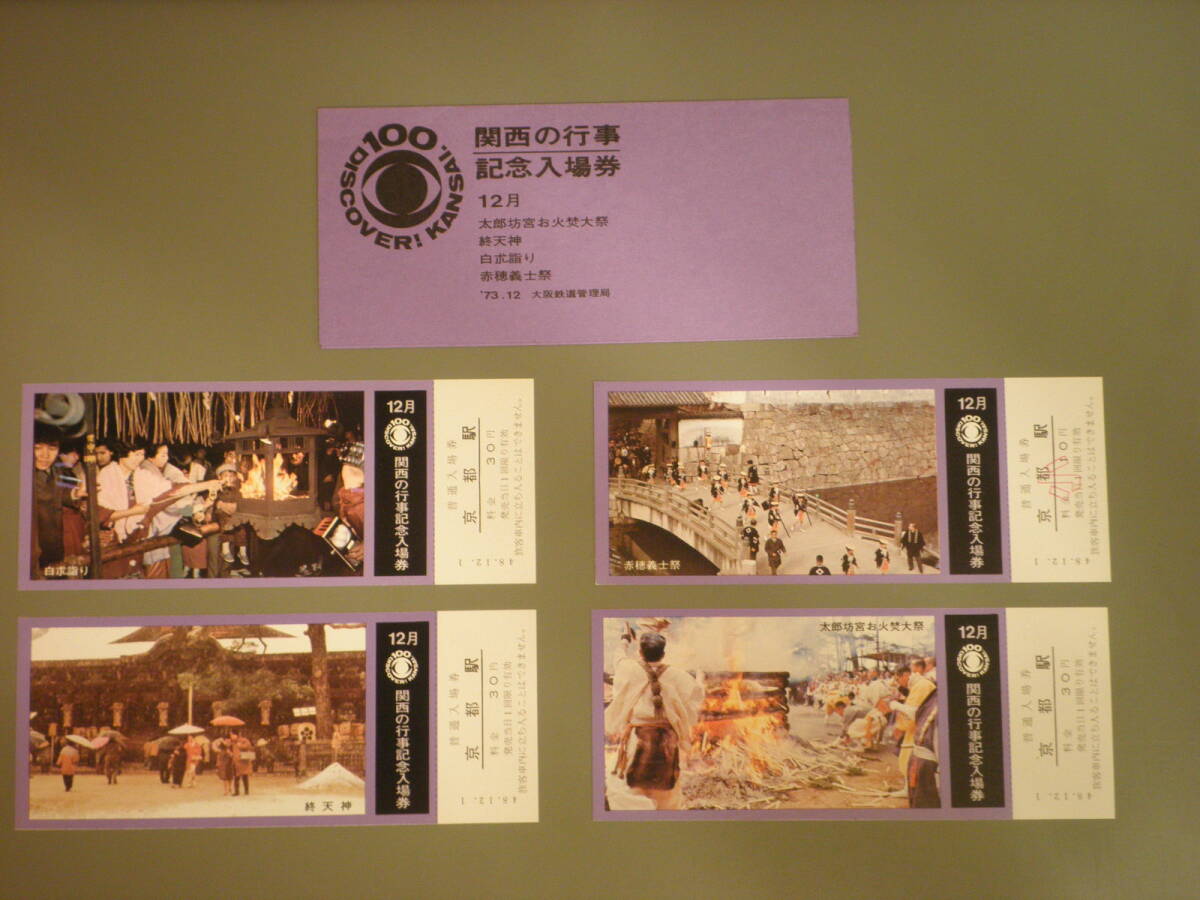 DISCOVER! KANSAI. 100
関西の行事
記念入場券
12月
太郎坊宮お火焚大祭
終天神
白朮詣り
赤穂義士祭
'73.12 大阪鉄道管理局
白朮詣り
12月
関西の行事記念入場券
普通入場券
京都駅
料金 30円
発売当日1回限り有効
旅客車内に立ち入ることはできません。
48.12.1
赤穂義士祭
12月
関西の行事記念入場券
普通入場券
京都駅
料金 30円
発売当日1回限り有効
旅客車内に立ち入ることはできません。
48.12.1
終天神
12月
関西の行事記念入場券
普通入場券
京都駅
料金 30円
発売当日1回限り有効
旅客車内に立ち入ることはできません。
48.12.1
太郎坊宮お火焚大祭
12月
関西の行事記念入場券
普通入場券
京都駅
料金 30円
発売当日1回限り有効
旅客車内に立ち入ることはできません。
48.12.1